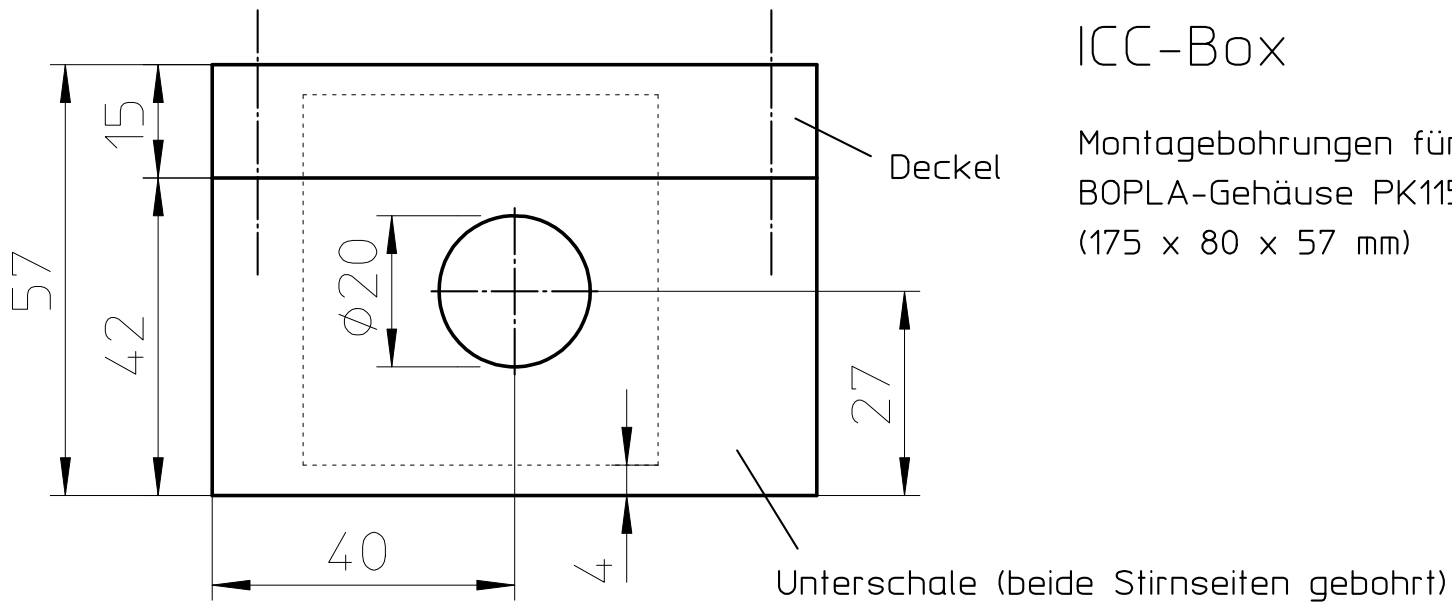 ICC-Box
Montagebohrungen für
BOPLA-Gehäuse
(175 x 80 x 57 mm)
Deckel
15
57
42
ϕ20
27
40
4
Unterschale (beide Stirnseiten gebohrt)